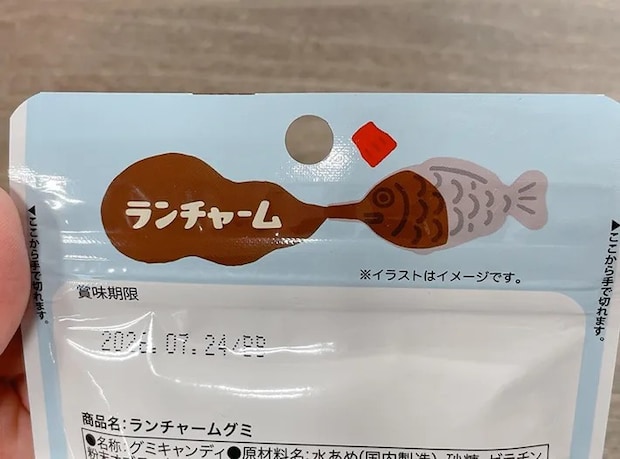 ランチャーム
※イラストはイメージです。
◀ここから手で切れます。
▶ここから手で切れます。
賞味期限
07.24/BB
商品名:ランチャームグミ
●名称:グミキャンディ●原材料名:水あめ(国内製造)、砂糖、ゼラチン